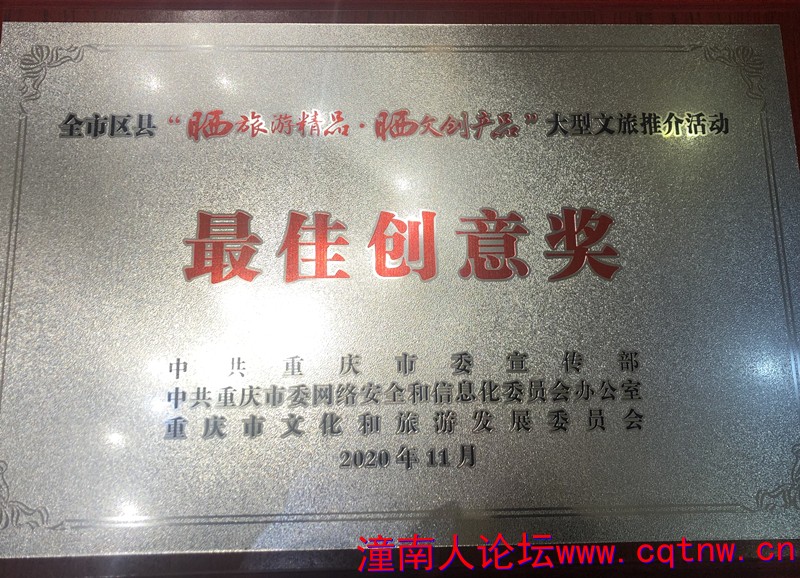 全市区县“晒旅游精品·晒文创产品”大型文旅推介活动
最佳创意奖
中共重庆市委宣传部
中共重庆市委网络安全和信息化委员会办公室
重庆市文化和旅游发展委员会
2020年11月
潼南人论坛www.cqtnw.cn